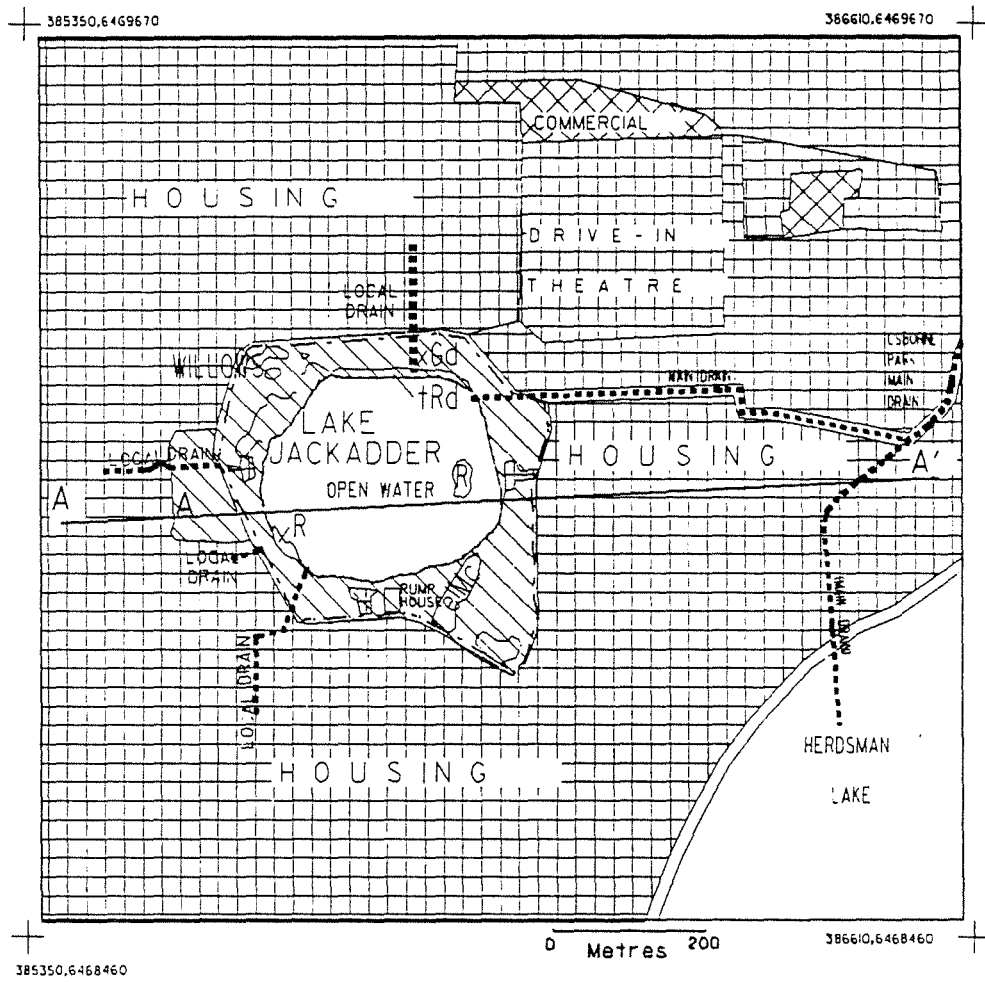 385350,6469670
386610,6469670
COMMERCIAL
HOUSING
DRIVE-IN
THEATRE
LOCAL
DRAIN
OSBORNE
PARK
MAIN
DRAIN
WILLOWS
xGd
MAIN DRAIN
tRd
LAKE
JACKADDER
LOCAL DRAIN
HOUSING
A'
R
OPEN WATER
A
A
xR
LOCAL
DRAIN
PUMP
HOUSE
MAIN DRAIN
LOCAL DRAIN
HERDSMAN
LAKE
HOUSING
0 Metres 200
386610,6468460
385350,6468460